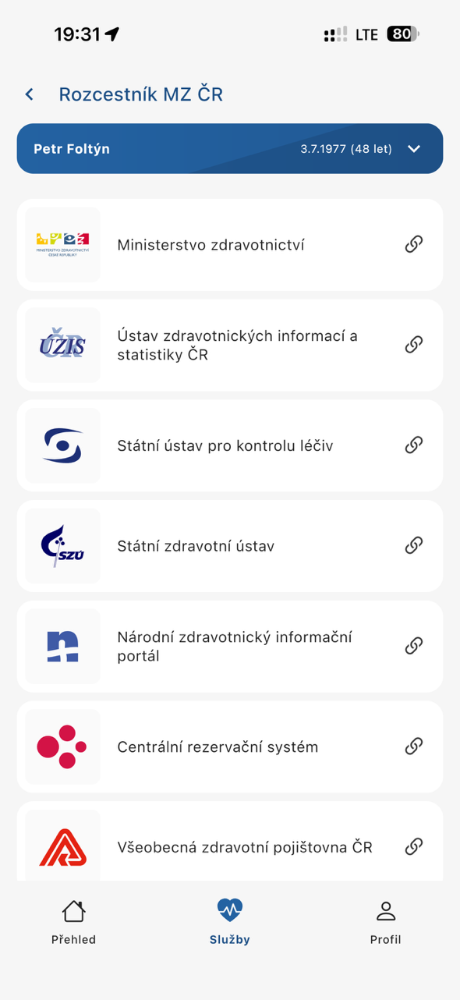 19:31
LTE
80
Rozcestník MZ ČR
Petr Foltýn
3.7.1977 (48 let)
MINISTERSTVO ZDRAVOTNICTVÍ
ČESKÉ REPUBLIKY
Ministerstvo zdravotnictví
ÚZIS
ČR
Ústav zdravotnických informací a
statistiky ČR
Státní ústav pro kontrolu léčiv
SZÚ
Státní zdravotní ústav
n
Národní zdravotnický informační
portál
Centrální rezervační systém
Všeobecná zdravotní pojištovna ČR
Přehled
Služby
Profil